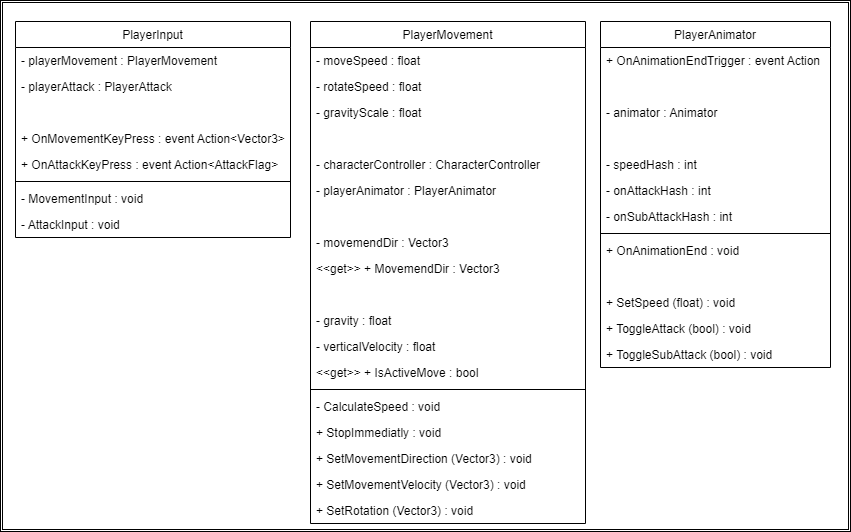 PlayerInput
- playerMovement : PlayerMovement
- playerAttack : PlayerAttack
+ OnMovementKeyPress : event Action<Vector3>
+ OnAttackKeyPress : event Action<AttackFlag>
- MovementInput : void
- AttackInput : void
PlayerMovement
- moveSpeed : float
- rotateSpeed : float
- gravityScale : float
- characterController : CharacterController
- playerAnimator : PlayerAnimator
- movemendDir : Vector3
<<get>> + MovemendDir : Vector3
- gravity : float
- verticalVelocity : float
<<get>> + IsActiveMove : bool
- CalculateSpeed : void
+ StopImmediatly : void
+ SetMovementDirection (Vector3) : void
+ SetMovementVelocity (Vector3) : void
+ SetRotation (Vector3) : void
PlayerAnimator
+ OnAnimationEndTrigger : event Action
- animator : Animator
- speedHash : int
- onAttackHash : int
- onSubAttackHash : int
+ OnAnimationEnd : void
+ SetSpeed (float) : void
+ ToggleAttack (bool) : void
+ ToggleSubAttack (bool) : void